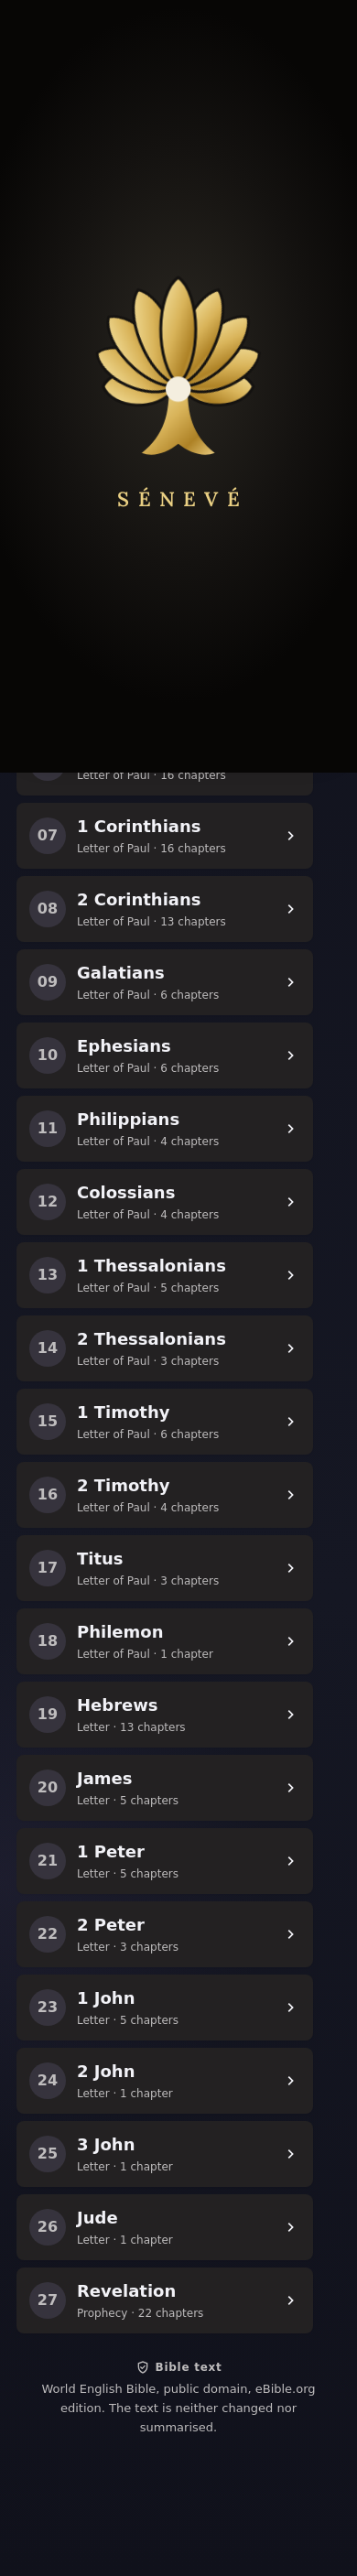 SÉNEVÉ
Letter of Paul · 16 chapters
07
1 Corinthians
Letter of Paul · 16 chapters
08
2 Corinthians
Letter of Paul · 13 chapters
09
Galatians
Letter of Paul · 6 chapters
10
Ephesians
Letter of Paul · 6 chapters
11
Philippians
Letter of Paul · 4 chapters
12
Colossians
Letter of Paul · 4 chapters
13
1 Thessalonians
Letter of Paul · 5 chapters
14
2 Thessalonians
Letter of Paul · 3 chapters
15
1 Timothy
Letter of Paul · 6 chapters
16
2 Timothy
Letter of Paul · 4 chapters
17
Titus
Letter of Paul · 3 chapters
18
Philemon
Letter of Paul · 1 chapter
19
Hebrews
Letter · 13 chapters
20
James
Letter · 5 chapters
21
1 Peter
Letter · 5 chapters
22
2 Peter
Letter · 3 chapters
23
1 John
Letter · 5 chapters
24
2 John
Letter · 1 chapter
25
3 John
Letter · 1 chapter
26
Jude
Letter · 1 chapter
27
Revelation
Prophecy · 22 chapters
Bible text
World English Bible, public domain, eBible.org
edition. The text is neither changed nor
summarised.